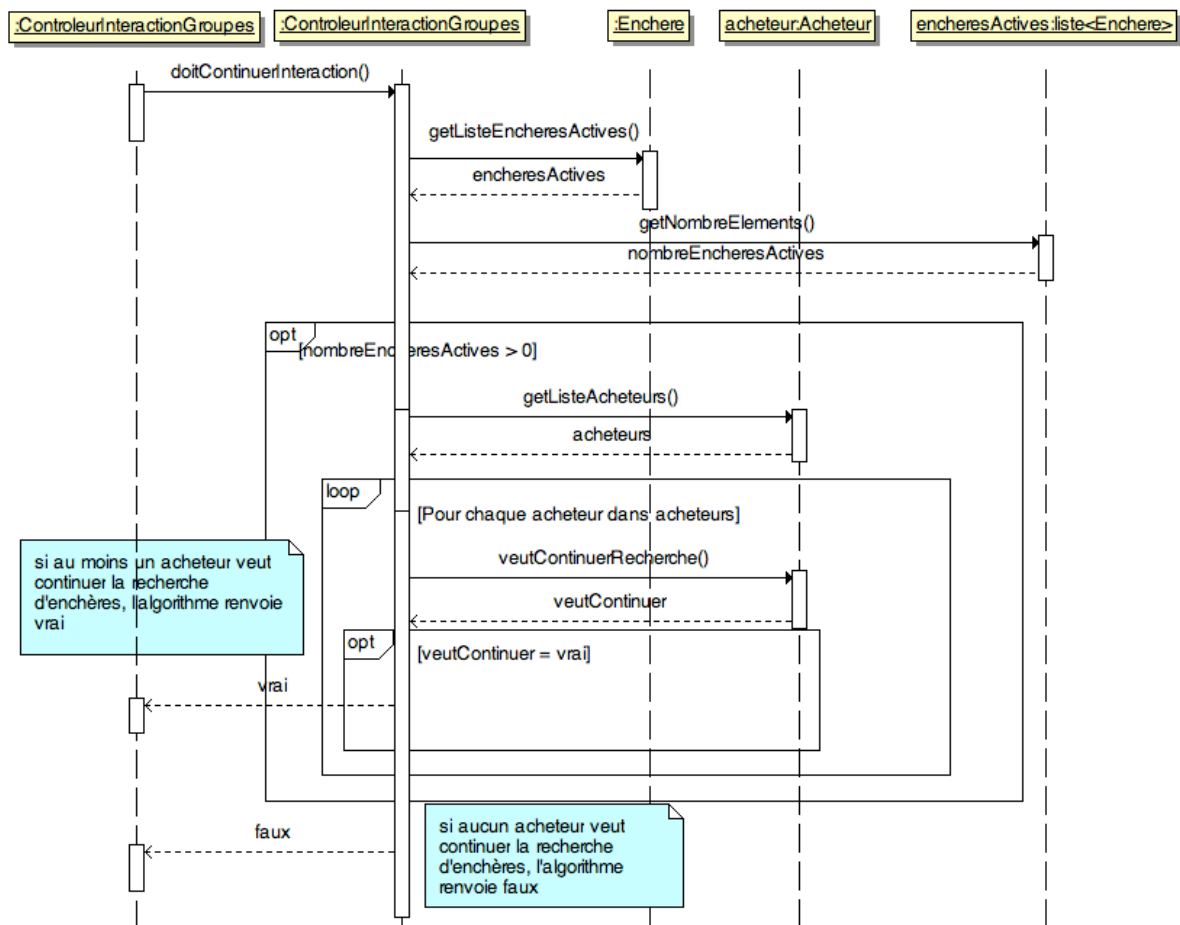 :ControleurInteractionGroupes
:ControleurInteractionGroupes
:Enchere
acheteur:Acheteur
encheresActives:liste<Enchere>
doitContinuerInteraction()
getListeEncheresActives()
encheresActives
getNombreElements()
nombreEncheresActives
opt
[nombreEncheresActives > 0]
getListeAcheteurs()
acheteurs
loop
[Pour chaque acheteur dans acheteurs]
si au moins un acheteur veut
continuer la recherche
d'enchères, l'algorithme renvoie
vrai
veutContinuerRecherche()
veutContinuer
opt
[veutContinuer = vrai]
vrai
faux
si aucun acheteur veut
continuer la recherche
d'enchères, l'algorithme
renvoie faux